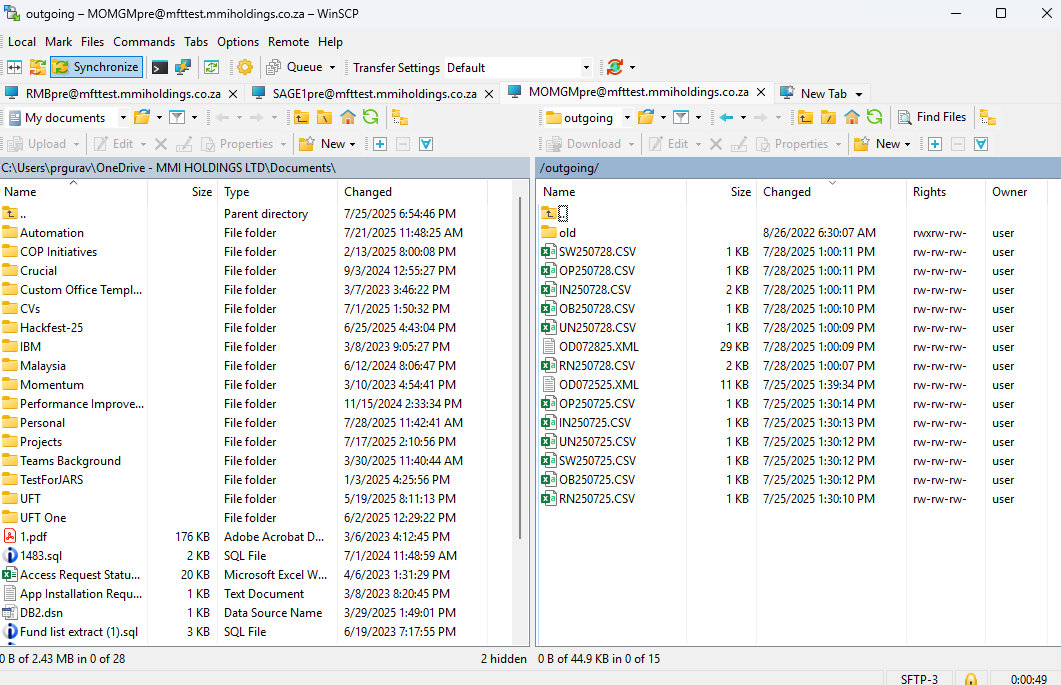 outgoing – MOMGMpre@mfttest.mmiholdings.co.za – WinSCP
Local Mark Files Commands Tabs Options Remote Help
Synchronize Queue Transfer Settings Default
RMBpre@mfttest.mmiholdings.co.za SAGE1pre@mfttest.mmiholdings.co.za MOMGMpre@mfttest.mmiholdings.co.za New Tab
My documents outgoing Find Files
Upload Edit Properties New Download Edit Properties New
C:\Users\prgurav\OneDrive - MMI HOLDINGS LTD\Documents\ /outgoing/
Name Size Type Changed
.. Parent directory 7/25/2025 6:54:46 PM
Automation File folder 7/21/2025 11:48:25 AM
COP Initiatives File folder 2/13/2025 8:00:08 PM
Crucial File folder 9/3/2024 12:55:27 PM
Custom Office Templ... File folder 3/7/2023 3:46:22 PM
CVs File folder 7/1/2025 1:50:32 PM
Hackfest-25 File folder 6/25/2025 4:43:04 PM
IBM File folder 3/8/2023 9:05:27 PM
Malaysia File folder 6/12/2024 8:06:47 PM
Momentum File folder 3/10/2023 4:54:41 PM
Performance Improve... File folder 11/15/2024 2:33:34 PM
Personal File folder 7/28/2025 11:42:41 AM
Projects File folder 7/17/2025 2:10:56 PM
Teams Background File folder 3/30/2025 11:40:44 AM
TestForJARS File folder 1/3/2025 4:25:56 PM
UFT File folder 5/19/2025 8:11:13 PM
UFT One File folder 6/2/2025 12:29:22 PM
1.pdf 176 KB Adobe Acrobat D... 3/6/2023 4:12:45 PM
1483.sql 2 KB SQL File 7/1/2024 11:48:59 AM
Access Request Statu... 20 KB Microsoft Excel W... 4/6/2023 1:31:29 PM
App Installation Requ... 1 KB Text Document 3/8/2023 8:20:45 PM
DB2.dsn 1 KB Data Source Name 3/29/2025 1:49:01 PM
Fund list extract (1).sql 3 KB SQL File 6/19/2023 7:17:55 PM
Name Size Changed Rights Owner
..
old 8/26/2022 6:30:07 AM rwxrw-rw- user
SW250728.CSV 1 KB 7/28/2025 1:00:11 PM rw-rw-rw- user
OP250728.CSV 1 KB 7/28/2025 1:00:11 PM rw-rw-rw- user
IN250728.CSV 2 KB 7/28/2025 1:00:11 PM rw-rw-rw- user
OB250728.CSV 1 KB 7/28/2025 1:00:10 PM rw-rw-rw- user
UN250728.CSV 1 KB 7/28/2025 1:00:09 PM rw-rw-rw- user
OD072825.XML 29 KB 7/28/2025 1:00:09 PM rw-rw-rw- user
RN250728.CSV 2 KB 7/28/2025 1:00:07 PM rw-rw-rw- user
OD072525.XML 11 KB 7/25/2025 1:39:34 PM rw-rw-rw- user
OP250725.CSV 1 KB 7/25/2025 1:30:14 PM rw-rw-rw- user
IN250725.CSV 1 KB 7/25/2025 1:30:13 PM rw-rw-rw- user
UN250725.CSV 1 KB 7/25/2025 1:30:12 PM rw-rw-rw- user
SW250725.CSV 1 KB 7/25/2025 1:30:12 PM rw-rw-rw- user
OB250725.CSV 1 KB 7/25/2025 1:30:12 PM rw-rw-rw- user
RN250725.CSV 1 KB 7/25/2025 1:30:10 PM rw-rw-rw- user
0 B of 2.43 MB in 0 of 28 2 hidden 0 B of 44.9 KB in 0 of 15
SFTP-3 0:00:49